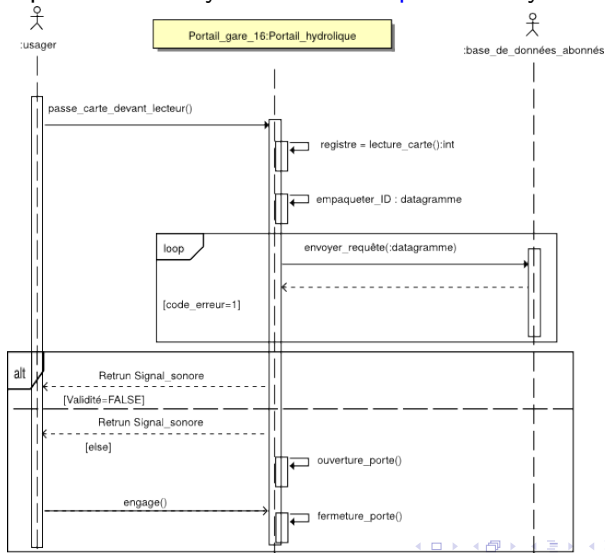 :usager
Portail_gare_16:Portail_hydrolique
:base_de_données_abonnés
passe_carte_devant_lecteur()
registre = lecture_carte():int
empaqueter_ID : datagramme
loop
envoyer_requête(:datagramme)
[code_erreur=1]
alt
Retrun Signal_sonore
[Validité=FALSE]
Retrun Signal_sonore
[else]
ouverture_porte()
engage()
fermeture_porte()